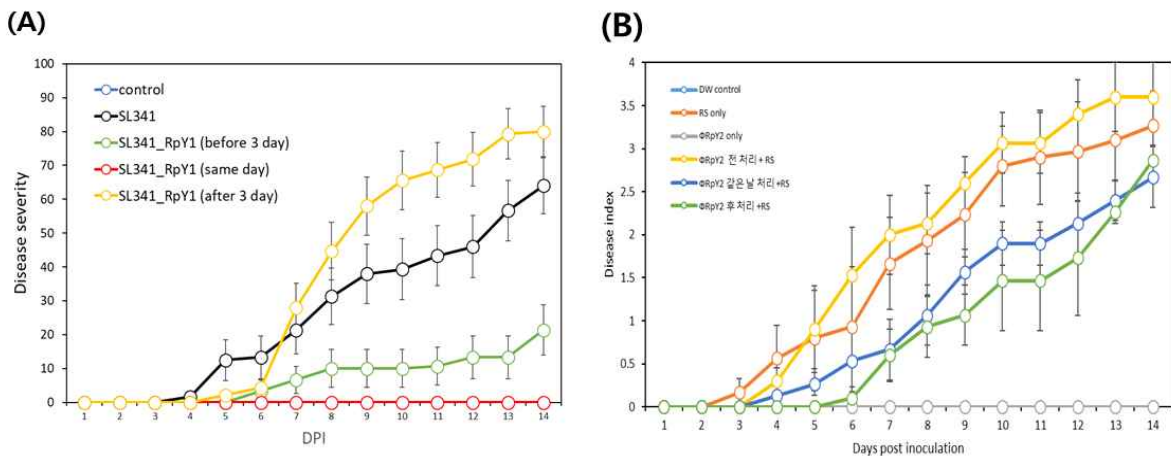 (A)
Disease severity
100
90
80
70
60
50
40
30
20
10
0
control
SL341
SL341_RpY1 (before 3 day)
SL341_RpY1 (same day)
SL341_RpY1 (after 3 day)
1 2 3 4 5 6 7 8 9 10 11 12 13 14
DPI
(B)
Disease index
4
3.5
3
2.5
2
1.5
1
0.5
0
DW control
RS only
ΦRpY2 only
ΦRpY2 전 처리 + RS
ΦRpY2 같은 날 처리 +RS
ΦRpY2 후 처리 +RS
1 2 3 4 5 6 7 8 9 10 11 12 13 14
Days post inoculation